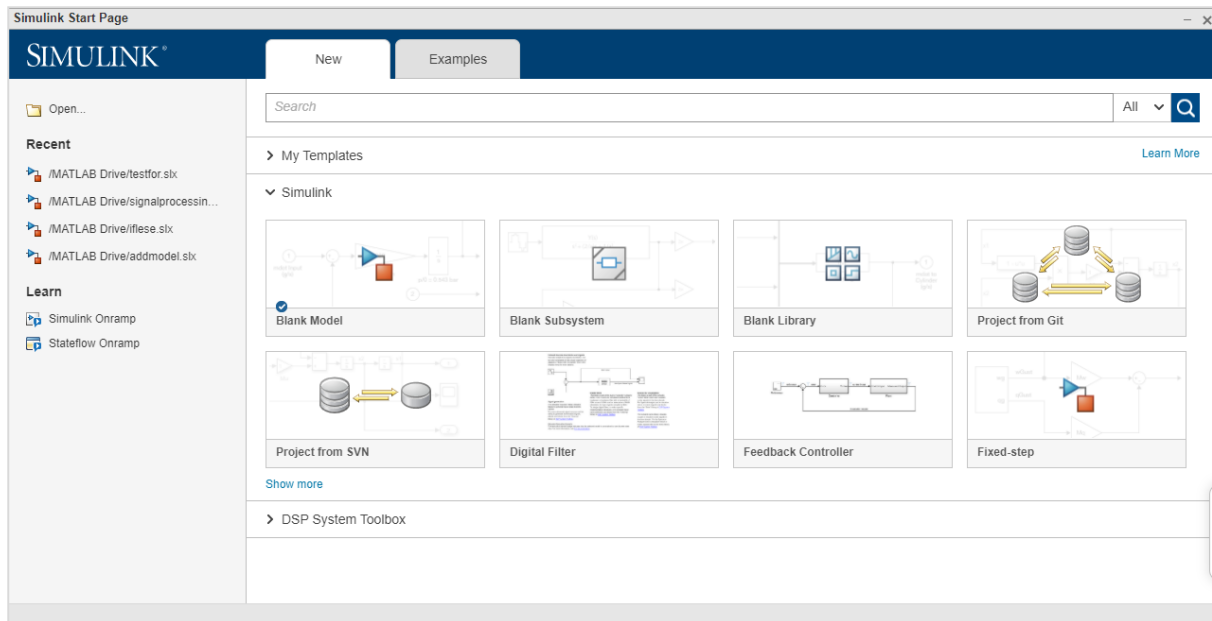 Simulink Start Page
SIMULINK®
New
Examples
Open...
Recent
/MATLAB Drive/testfor.slx
/MATLAB Drive/signalprocessin...
/MATLAB Drive/iflese.slx
/MATLAB Drive/addmodel.slx
Learn
Simulink Onramp
Stateflow Onramp
Search
All
My Templates
Learn More
Simulink
Blank Model
Blank Subsystem
Blank Library
Project from Git
Project from SVN
Digital Filter
Feedback Controller
Fixed-step
Show more
DSP System Toolbox